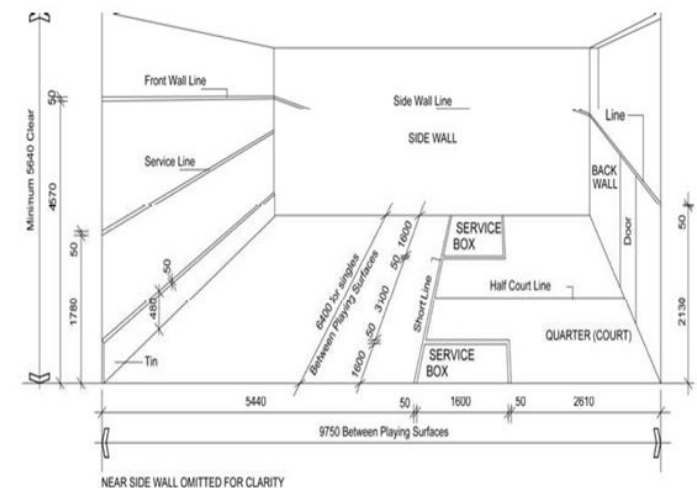 Front Wall Line
Side Wall Line
SIDE WALL
Line
Service Line
BACK
WALL
Door
SERVICE
BOX
Half Court Line
Short Line
QUARTER (COURT)
SERVICE
BOX
Tin
Minimum 5640 Clear
50
4570
50
1780
50
480
6400 for singles
Between Playing Surfaces
1600
50
50
1600
50
2130
5440
50
1600
50
2610
9750 Between Playing Surfaces
NEAR SIDE WALL OMITTED FOR CLARITY